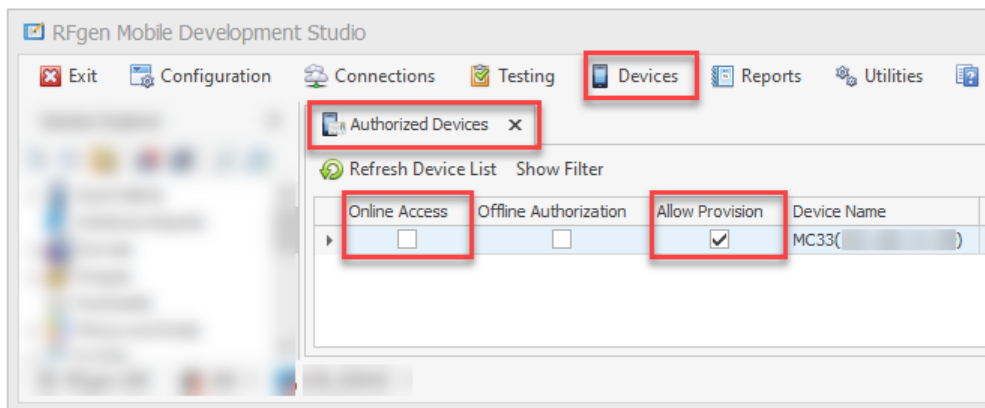 RFgen Mobile Development Studio
Exit Configuration Connections Testing Devices Reports Utilities
Authorized Devices x
Refresh Device List Show Filter
Online Access Offline Authorization Allow Provision Device Name
MC33( )